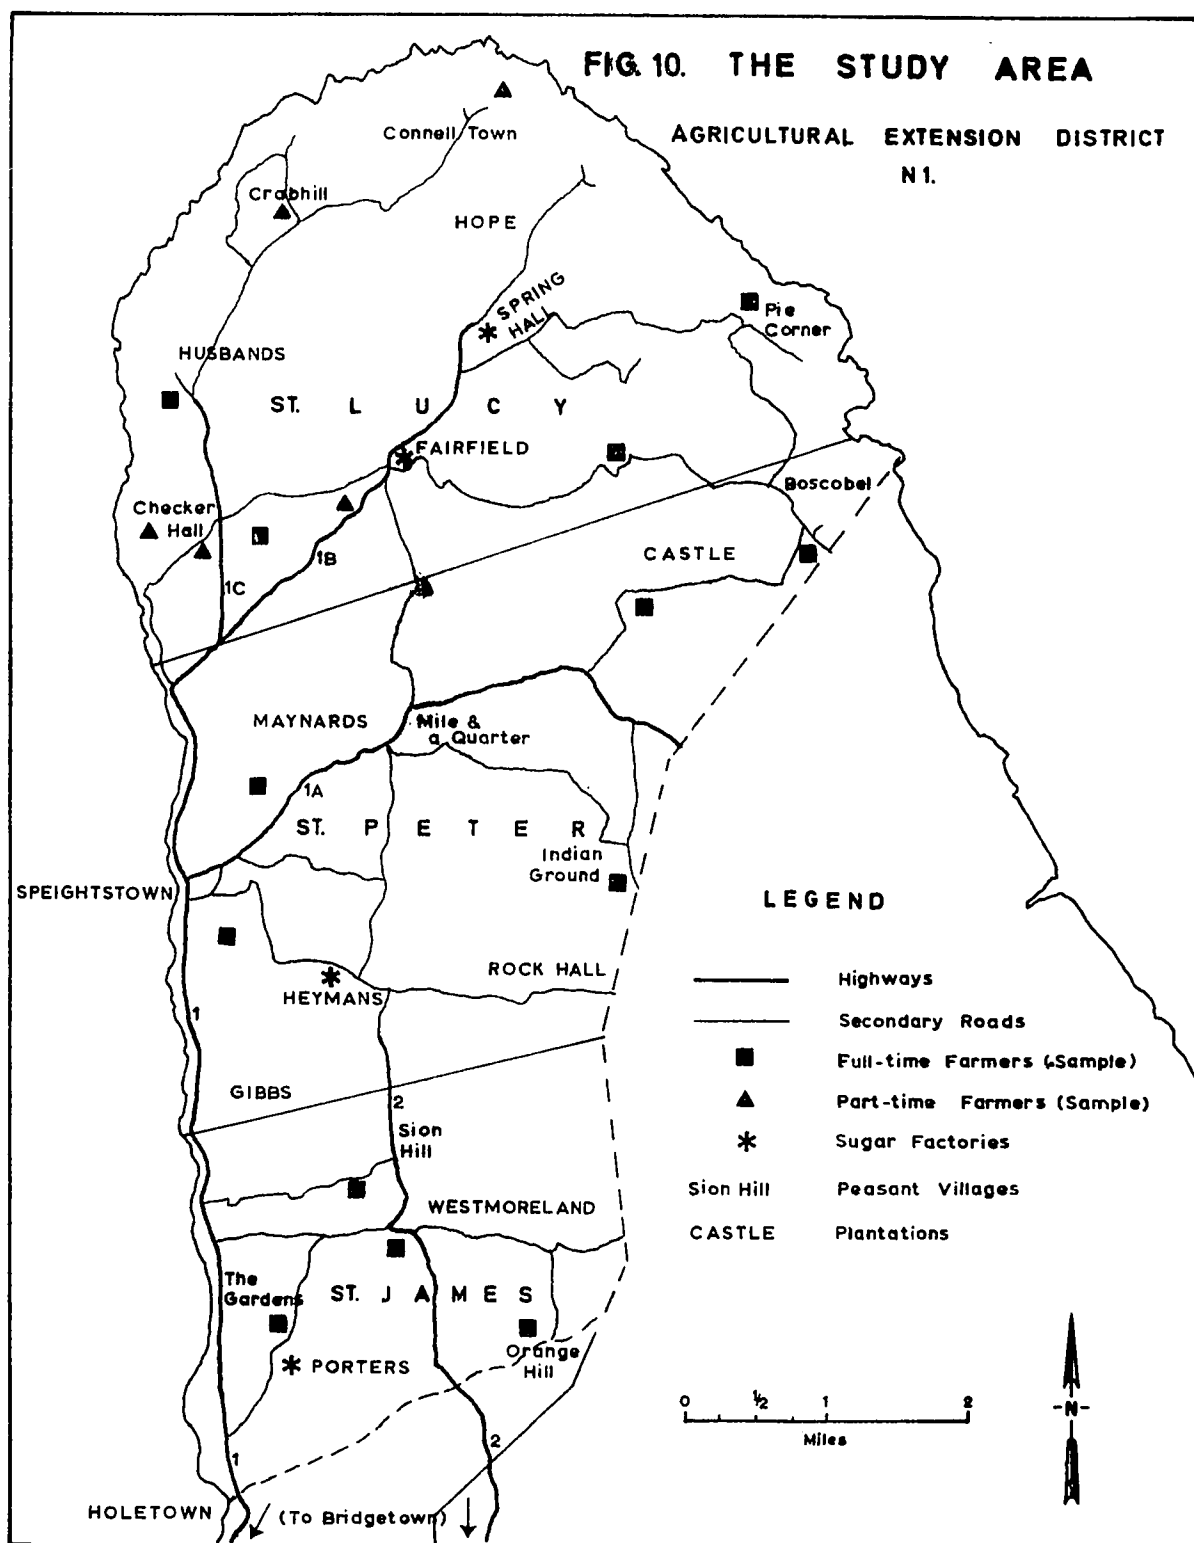 FIG. 10. THE STUDY AREA
AGRICULTURAL EXTENSION DISTRICT
N 1.
Connell Town
Crabhill
HOPE
SPRING
HALL
Pie
Corner
HUSBANDS
ST. LUCY
FAIRFIELD
Checker
Hall
Boscobel
1B
CASTLE
1C
MAYNARDS
Mile &
a Quarter
1A
ST. PETER
Indian
Ground
SPEIGHTSTOWN
ROCK HALL
HEYMANS
1
GIBBS
2
Sion
Hill
WESTMORELAND
The
Gardens
ST. JAMES
Orange
Hill
PORTERS
1
2
HOLETOWN
(To Bridgetown)
LEGEND
Highways
Secondary Roads
Full-time Farmers (Sample)
Part-time Farmers (Sample)
Sugar Factories
Sion Hill Peasant Villages
CASTLE Plantations
0 1/2 1 2
Miles
-N-